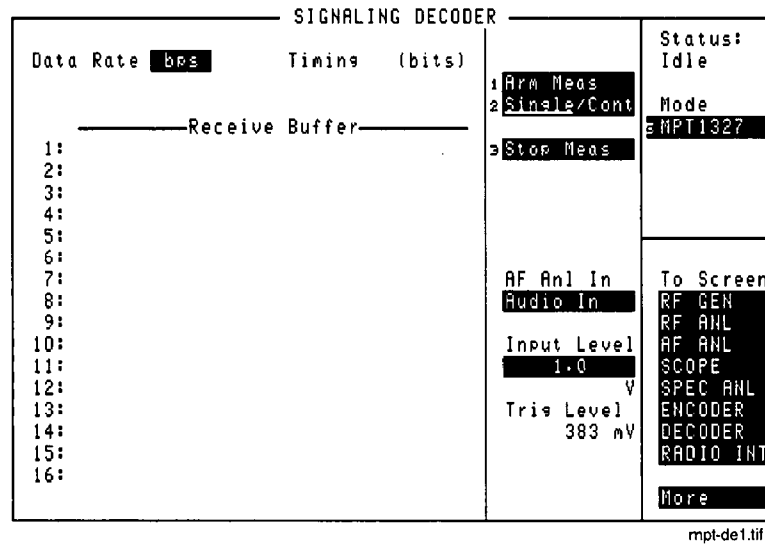 SIGNALING DECODER
Data Rate bps Timing (bits)
Receive Buffer
1:
2:
3:
4:
5:
6:
7:
8:
9:
10:
11:
12:
13:
14:
15:
16:
1 Arm Meas
2 Single/Cont
3 Stop Meas
AF Anl In
Audio In
Input Level
1.0
V
Trig Level
383 mV
Status:
Idle
Mode
MPT1327
To Screen
RF GEN
RF ANL
AF ANL
SCOPE
SPEC ANL
ENCODER
DECODER
RADIO INT
More
mpt-de1.tif